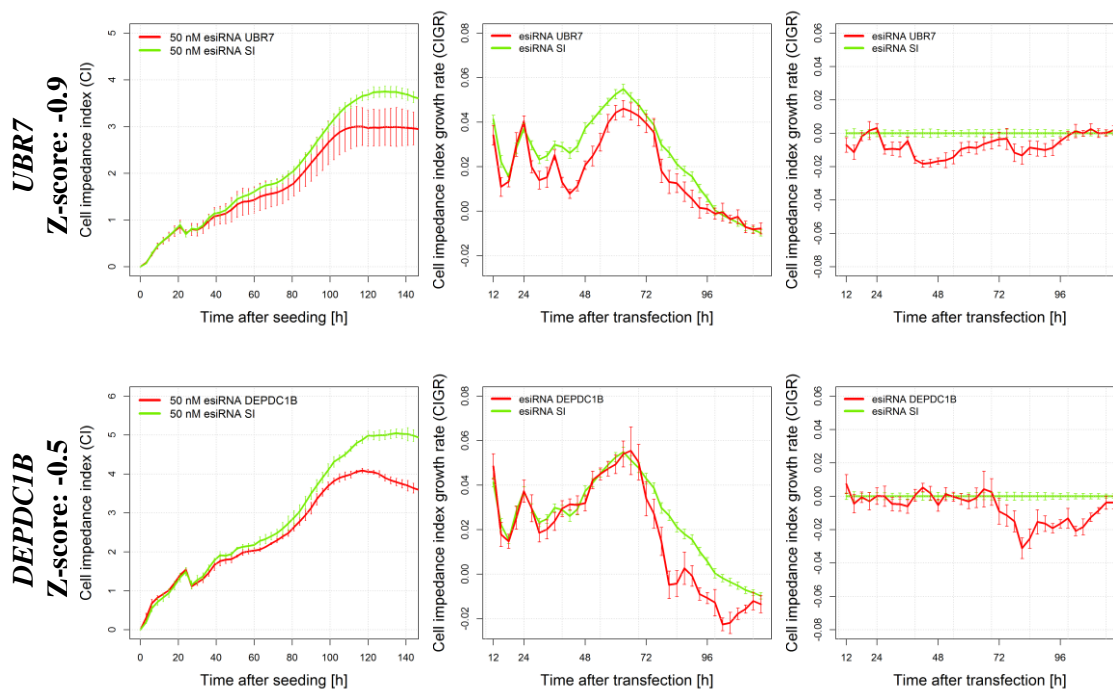 UBR7
Z-score: -0.9
Cell impedance index (CI)
5
4
3
2
1
0
50 nM esiRNA UBR7
50 nM esiRNA SI
0 20 40 60 80 100 120 140
Time after seeding [h]
Cell impedance index growth rate (CIGR)
0.04 0.02 0.00 -0.02
0.06
0.08
esiRNA UBR7
esiRNA SI
12 24 48 72 96
Time after transfection [h]
Cell impedance index growth rate (CIGR)
0.06
0.04
0.02
0.00
-0.02
-0.04
-0.06
-0.08
esiRNA UBR7
esiRNA SI
12 24 48 72 96
Time after transfection [h]
DEPDC1B
Z-score: -0.5
Cell impedance index (CI)
6
5
4
3
2
1
0
50 nM esiRNA DEPDC1B
50 nM esiRNA SI
0 20 40 60 80 100 120 140
Time after seeding [h]
Cell impedance index growth rate (CIGR)
0.08
0.06
0.04
0.02
0.00
-0.02
esiRNA DEPDC1B
esiRNA SI
12 24 48 72 96
Time after transfection [h]
Cell impedance index growth rate (CIGR)
0.06
0.04
0.02
0.00
-0.02
-0.04
-0.06
-0.08
esiRNA DEPDC1B
esiRNA SI
12 24 48 72 96
Time after transfection [h]